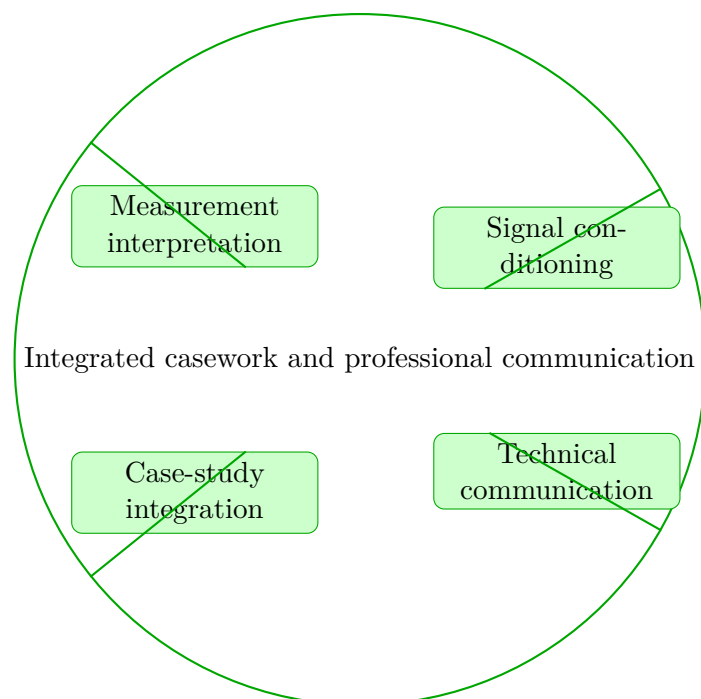 Measurement
interpretation
Signal con-
ditioning
Integrated casework and professional communication
Case-study
integration
Technical
communication